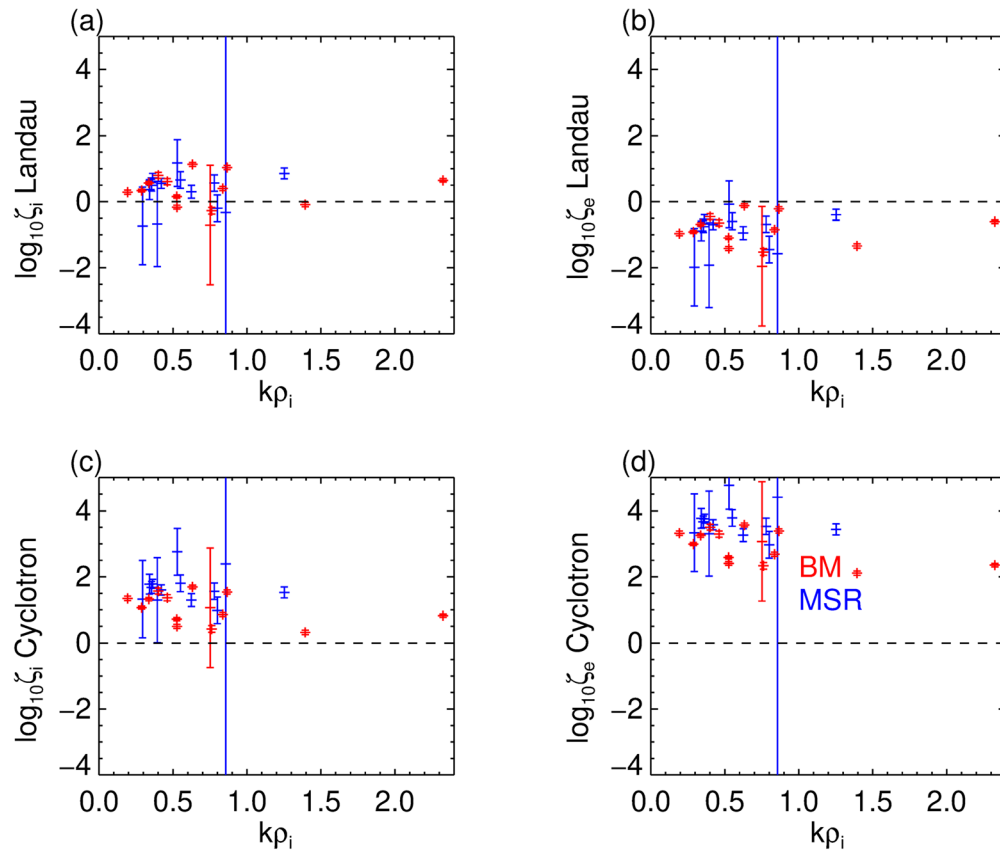 (a)
log₁₀ζᵢ Landau
4
2
0
−2
−4
0.0 0.5 1.0 1.5 2.0
kρᵢ
(b)
log₁₀ζₑ Landau
4
2
0
−2
−4
0.0 0.5 1.0 1.5 2.0
kρᵢ
(c)
log₁₀ζᵢ Cyclotron
4
2
0
−2
−4
0.0 0.5 1.0 1.5 2.0
kρᵢ
(d)
log₁₀ζₑ Cyclotron
4
2
0
−2
−4
BM
MSR
0.0 0.5 1.0 1.5 2.0
kρᵢ